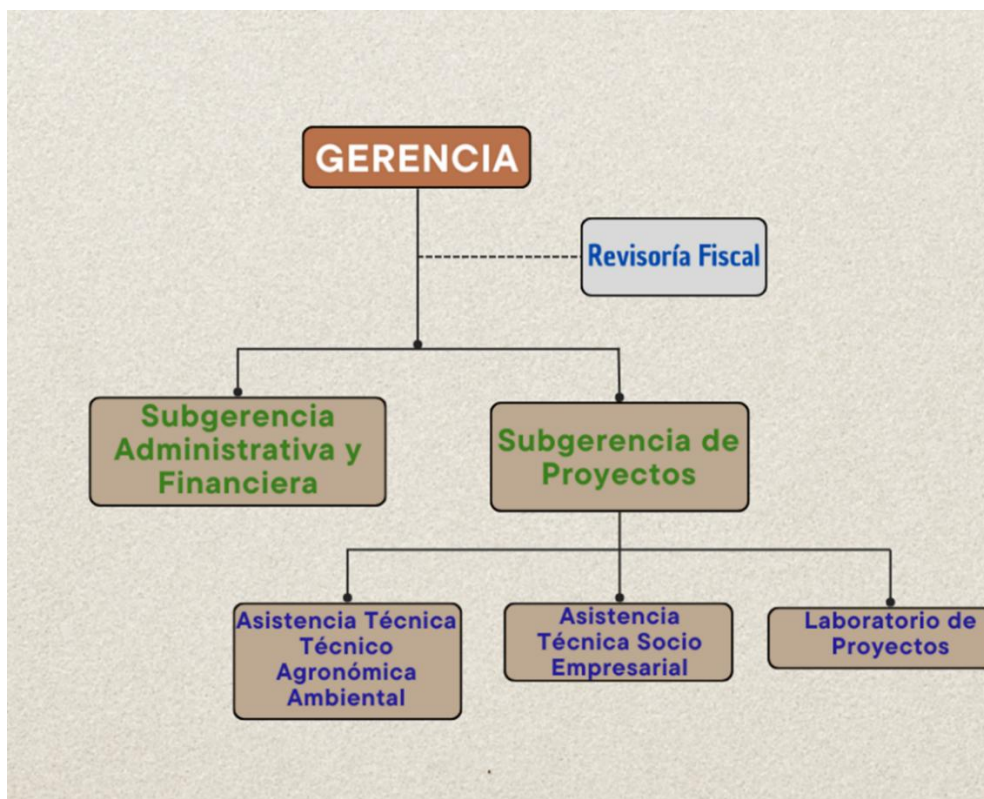 GERENCIA
Revisoría Fiscal
Subgerencia
Administrativa y
Financiera
Subgerencia de
Proyectos
Asistencia Técnica
Técnico
Agronómica
Ambiental
Asistencia
Técnica Socio
Empresarial
Laboratorio de
Proyectos